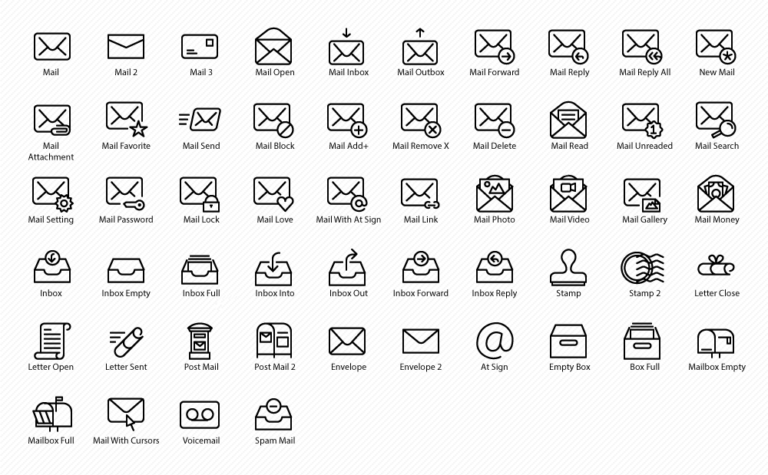 Mail
Mail 2
Mail 3
Mail Open
Mail Inbox
Mail Outbox
Mail Forward
Mail Reply
Mail Reply All
New Mail
Mail
Attachment
Mail Favorite
Mail Send
Mail Block
Mail Add+
Mail Remove X
Mail Delete
Mail Read
1
Mail Unreaded
Mail Search
Mail Setting
Mail Password
Mail Lock
Mail Love
Mail With At Sign
Mail Link
Mail Photo
Mail Video
Mail Gallery
Mail Money
Inbox
Inbox Empty
Inbox Full
Inbox Into
Inbox Out
Inbox Forward
Inbox Reply
Stamp
Stamp 2
Letter Close
Letter Open
Letter Sent
Post Mail
Post Mail 2
Envelope
Envelope 2
@
At Sign
Empty Box
Box Full
Mailbox Empty
Mailbox Full
Mail With Cursors
Voicemail
Spam Mail